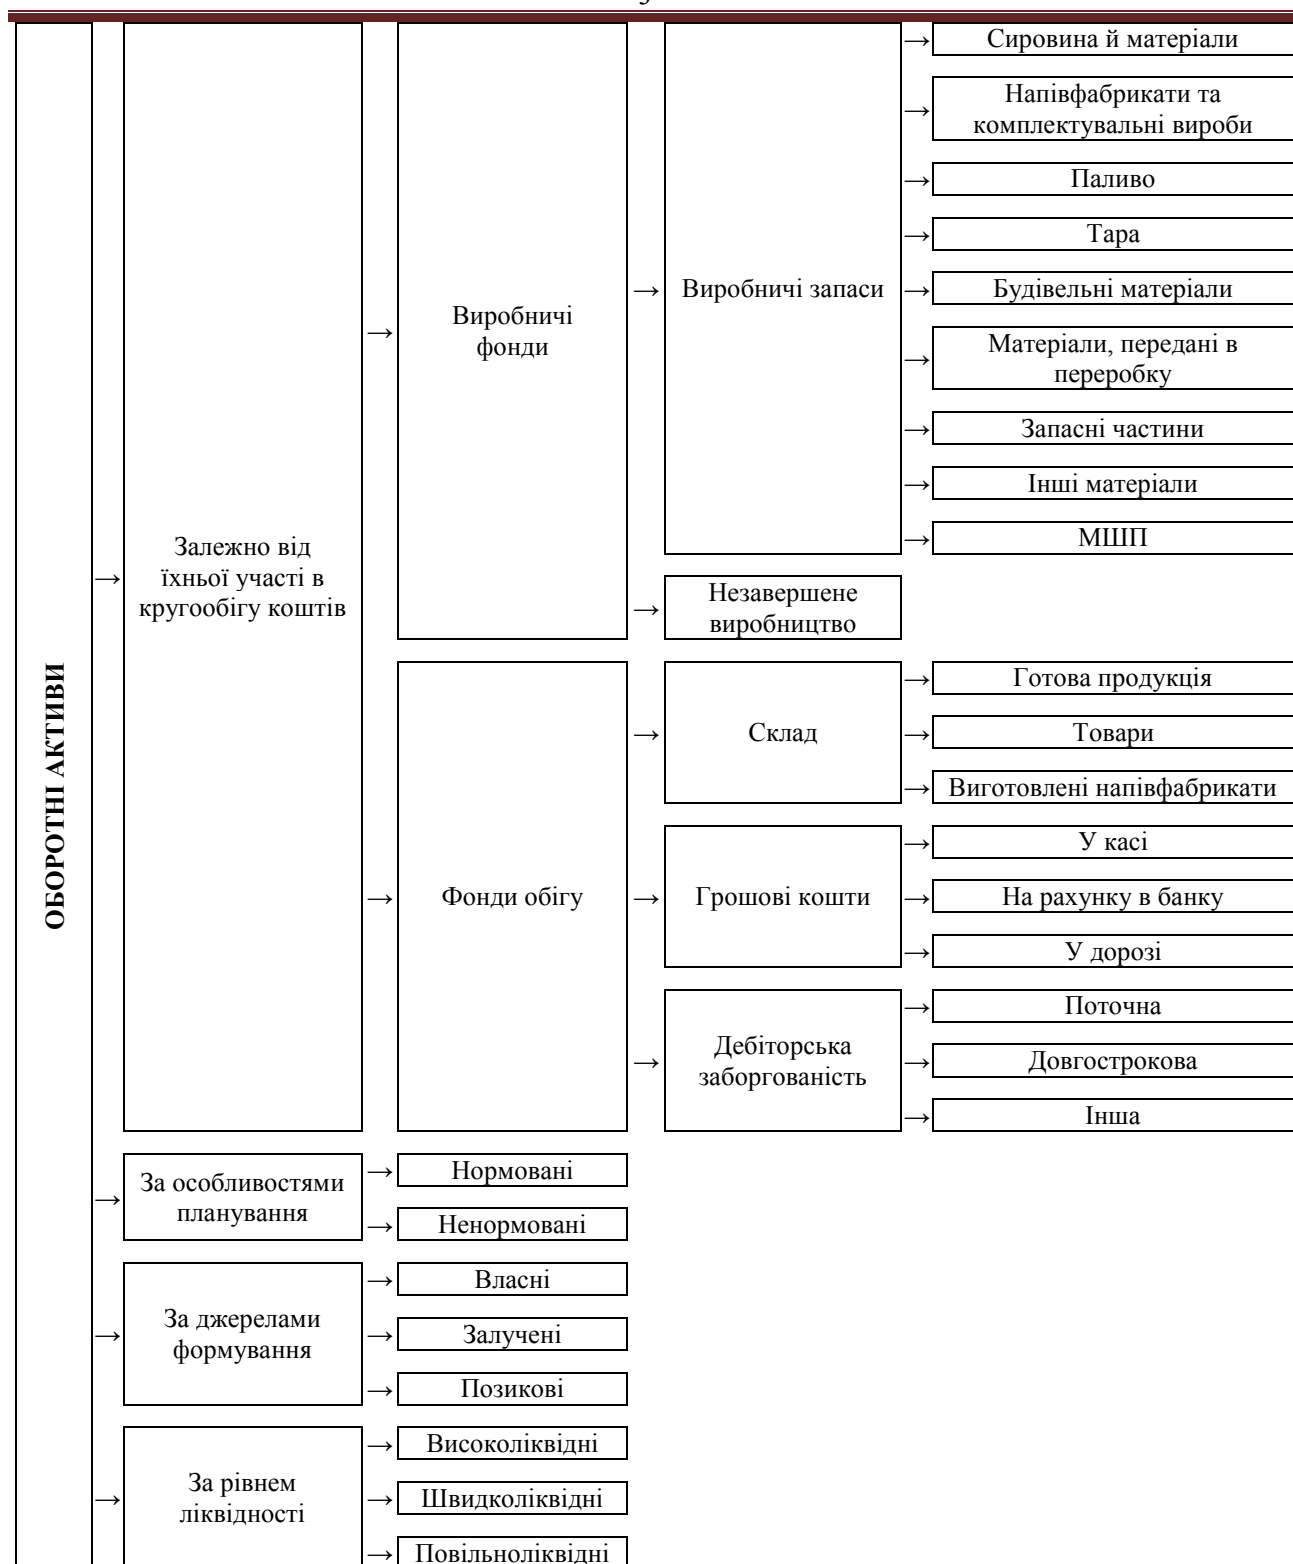 ОБОРОТНІ АКТИВИ
Залежно від
їхньої участі в
кругообігу коштів
Виробничі
фонди
Виробничі запаси
Сировина й матеріали
Напівфабрикати та
комплектувальні вироби
Паливо
Тара
Будівельні матеріали
Матеріали, передані в
переробку
Запасні частини
Інші матеріали
МШП
Незавершене
виробництво
Фонди обігу
Склад
Готова продукція
Товари
Виготовлені напівфабрикати
Грошові кошти
У касі
На рахунку в банку
У дорозі
Дебіторська
заборгованість
Поточна
Довгострокова
Інша
За особливостями
планування
Нормовані
Ненормовані
За джерелами
формування
Власні
Залучені
Позикові
За рівнем
ліквідності
Високоліквідні
Швидколіквідні
Повільноліквідні